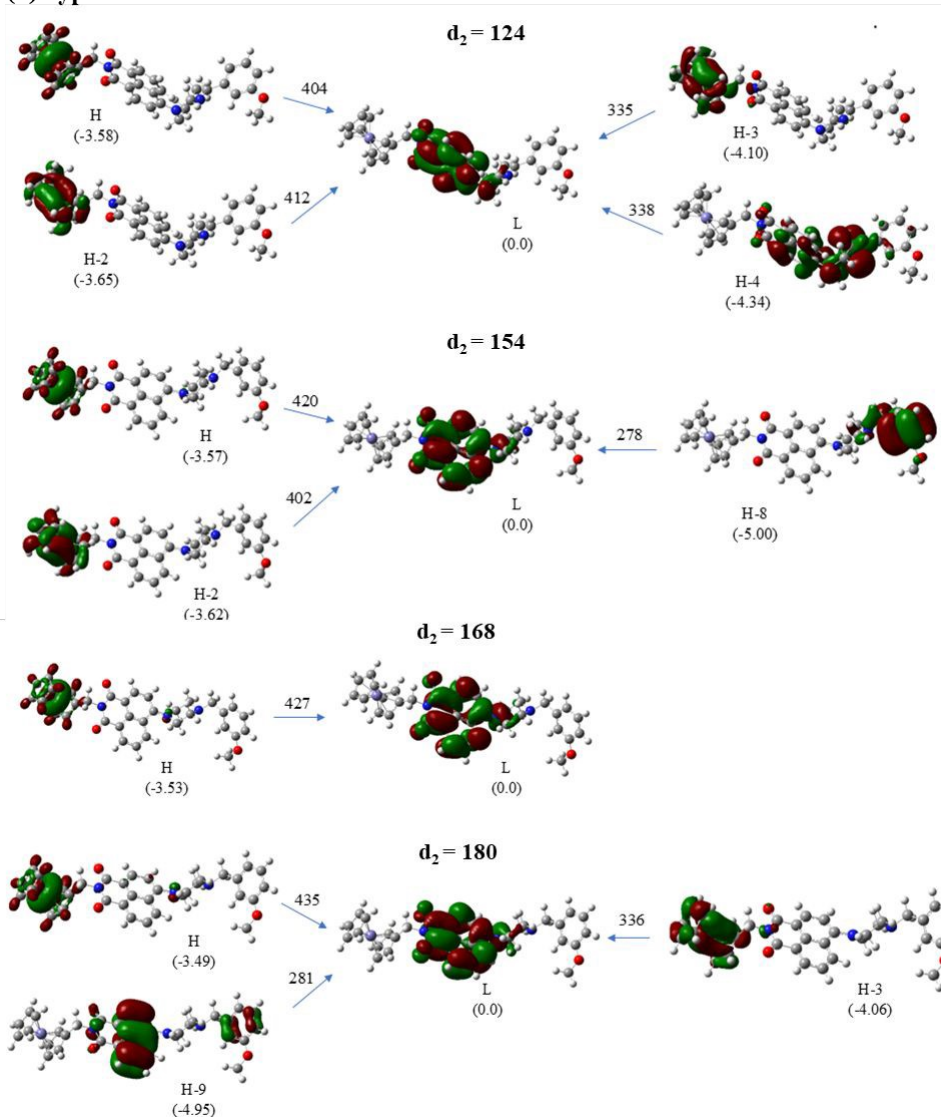 d₂ = 124
404
H
(-3.58)
412
H-2
(-3.65)
L
(0.0)
335
H-3
(-4.10)
338
H-4
(-4.34)
d₂ = 154
420
H
(-3.57)
402
H-2
(-3.62)
L
(0.0)
278
H-8
(-5.00)
d₂ = 168
427
H
(-3.53)
L
(0.0)
d₂ = 180
435
H
(-3.49)
281
H-9
(-4.95)
L
(0.0)
336
H-3
(-4.06)